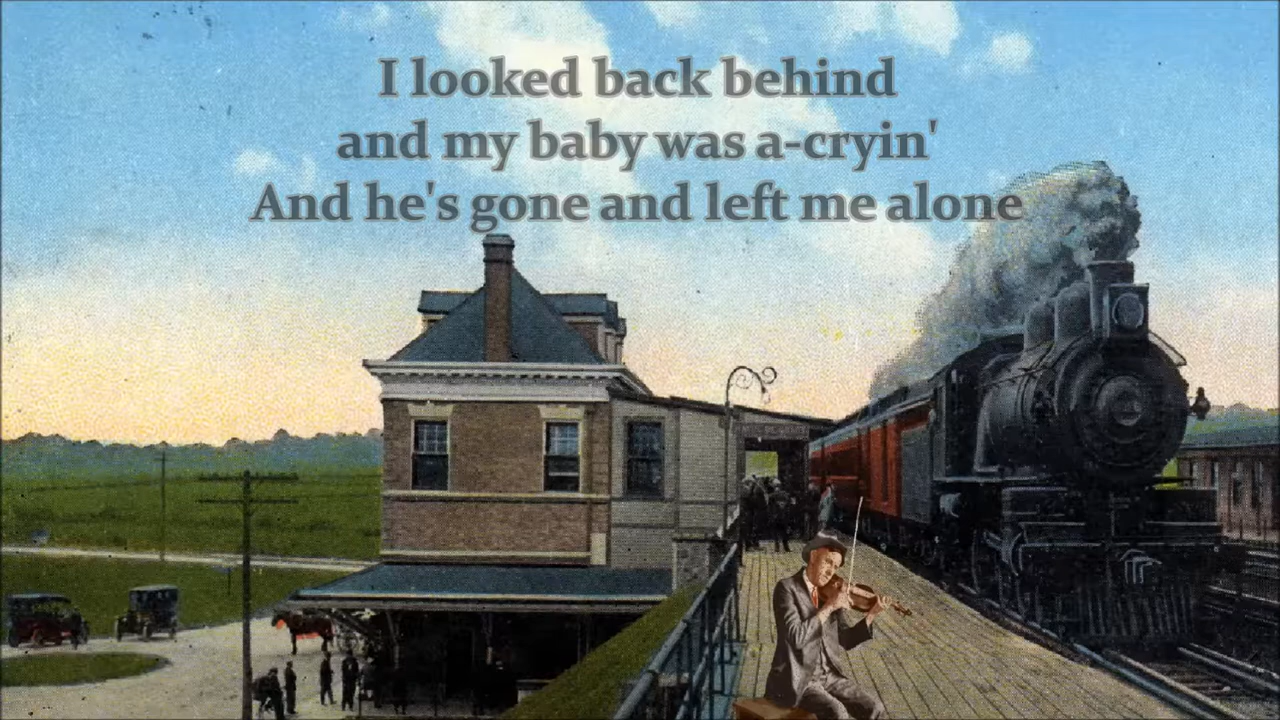 I looked back behind
and my baby was a-cryin'
And he's gone and left me alone